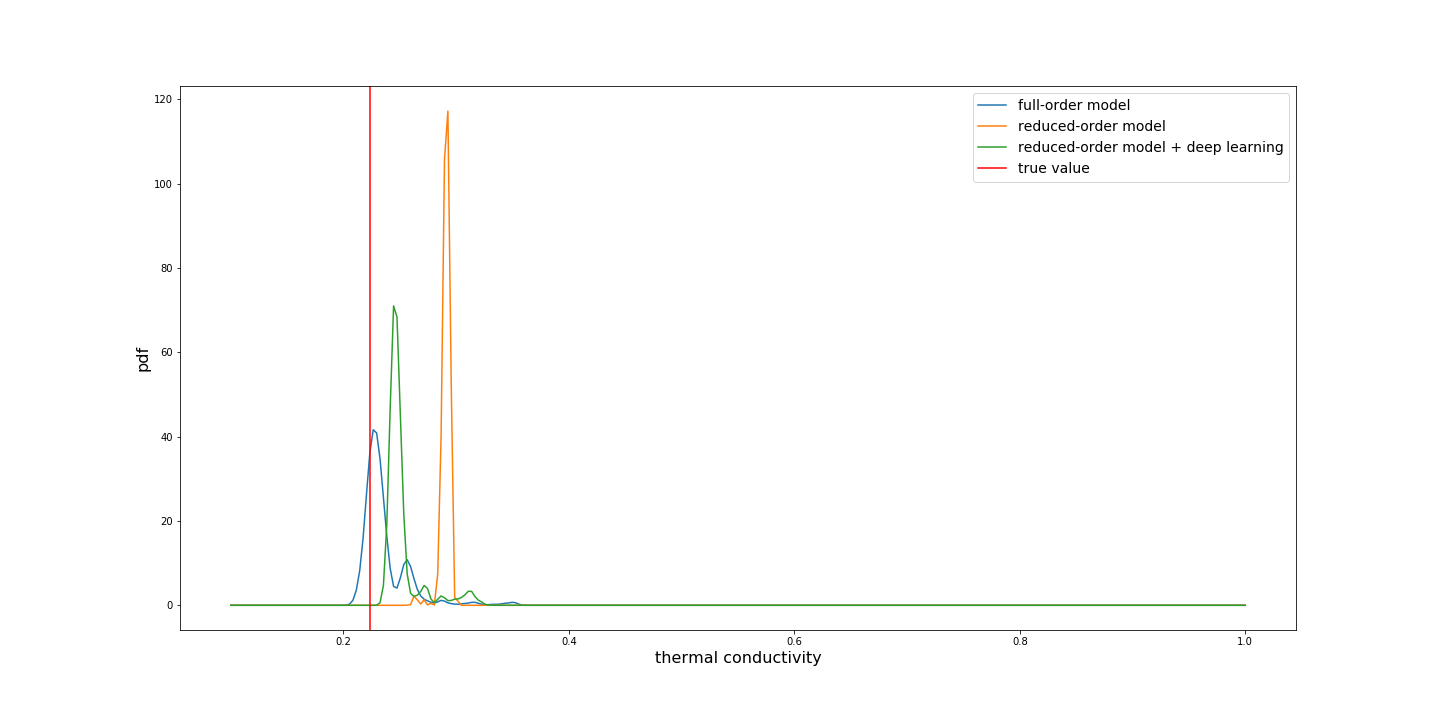 120
100
80
60
40
20
0
pdf
full-order model
reduced-order model
reduced-order model + deep learning
true value
0.2 0.4 0.6 0.8 1.0
thermal conductivity